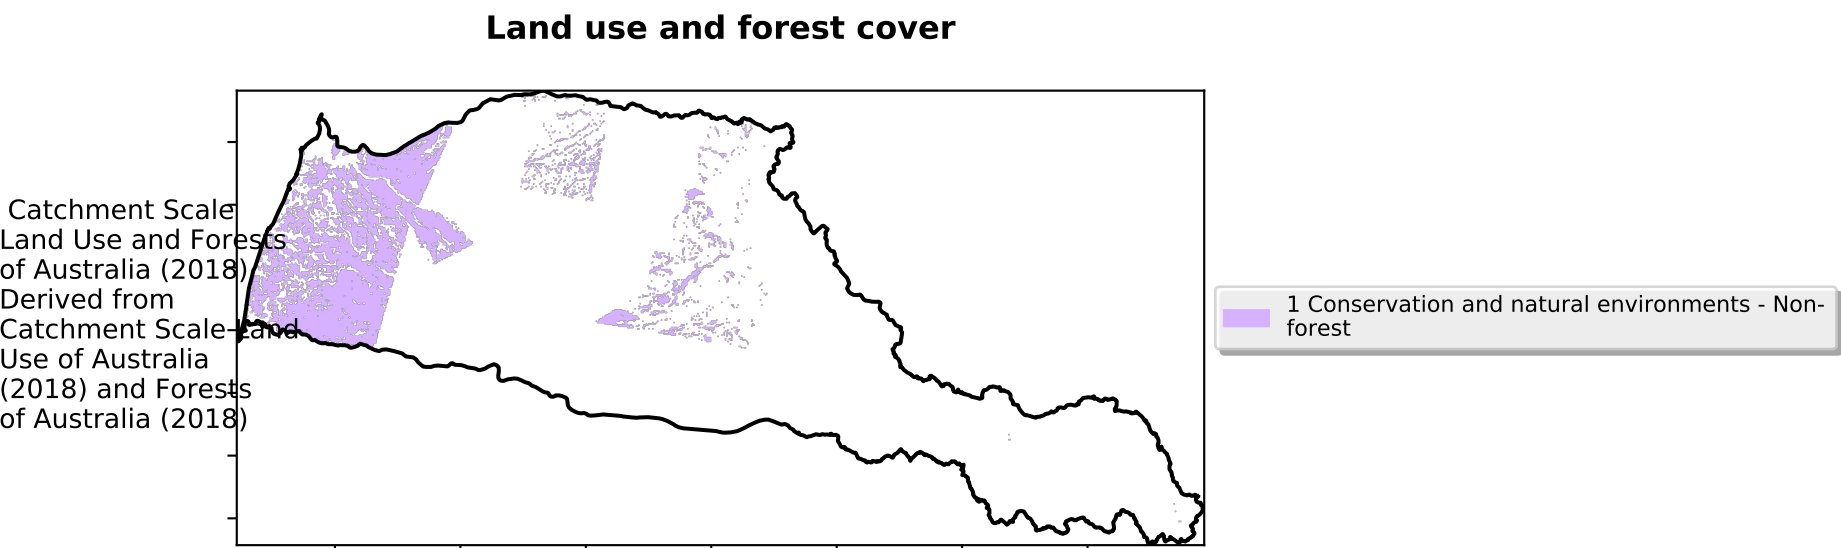 Land use and forest cover
Catchment Scale
Land Use and Forests
of Australia (2018)
Derived from
Catchment Scale Land
Use of Australia
(2018) and Forests
of Australia (2018)
1 Conservation and natural environments - Non-
forest